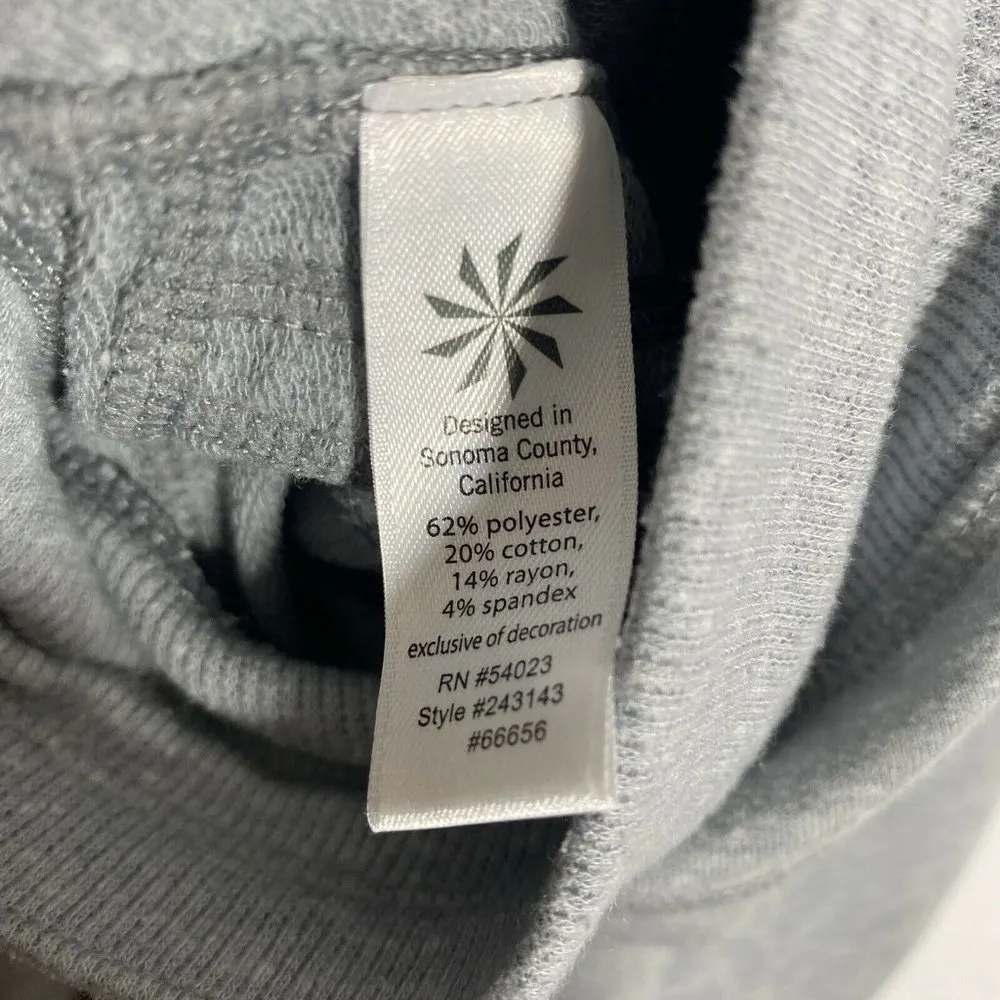 Designed in
Sonoma County,
California
62% polyester,
20% cotton,
14% rayon,
4% spandex
exclusive of decoration
RN #54023
Style #243143
#66656